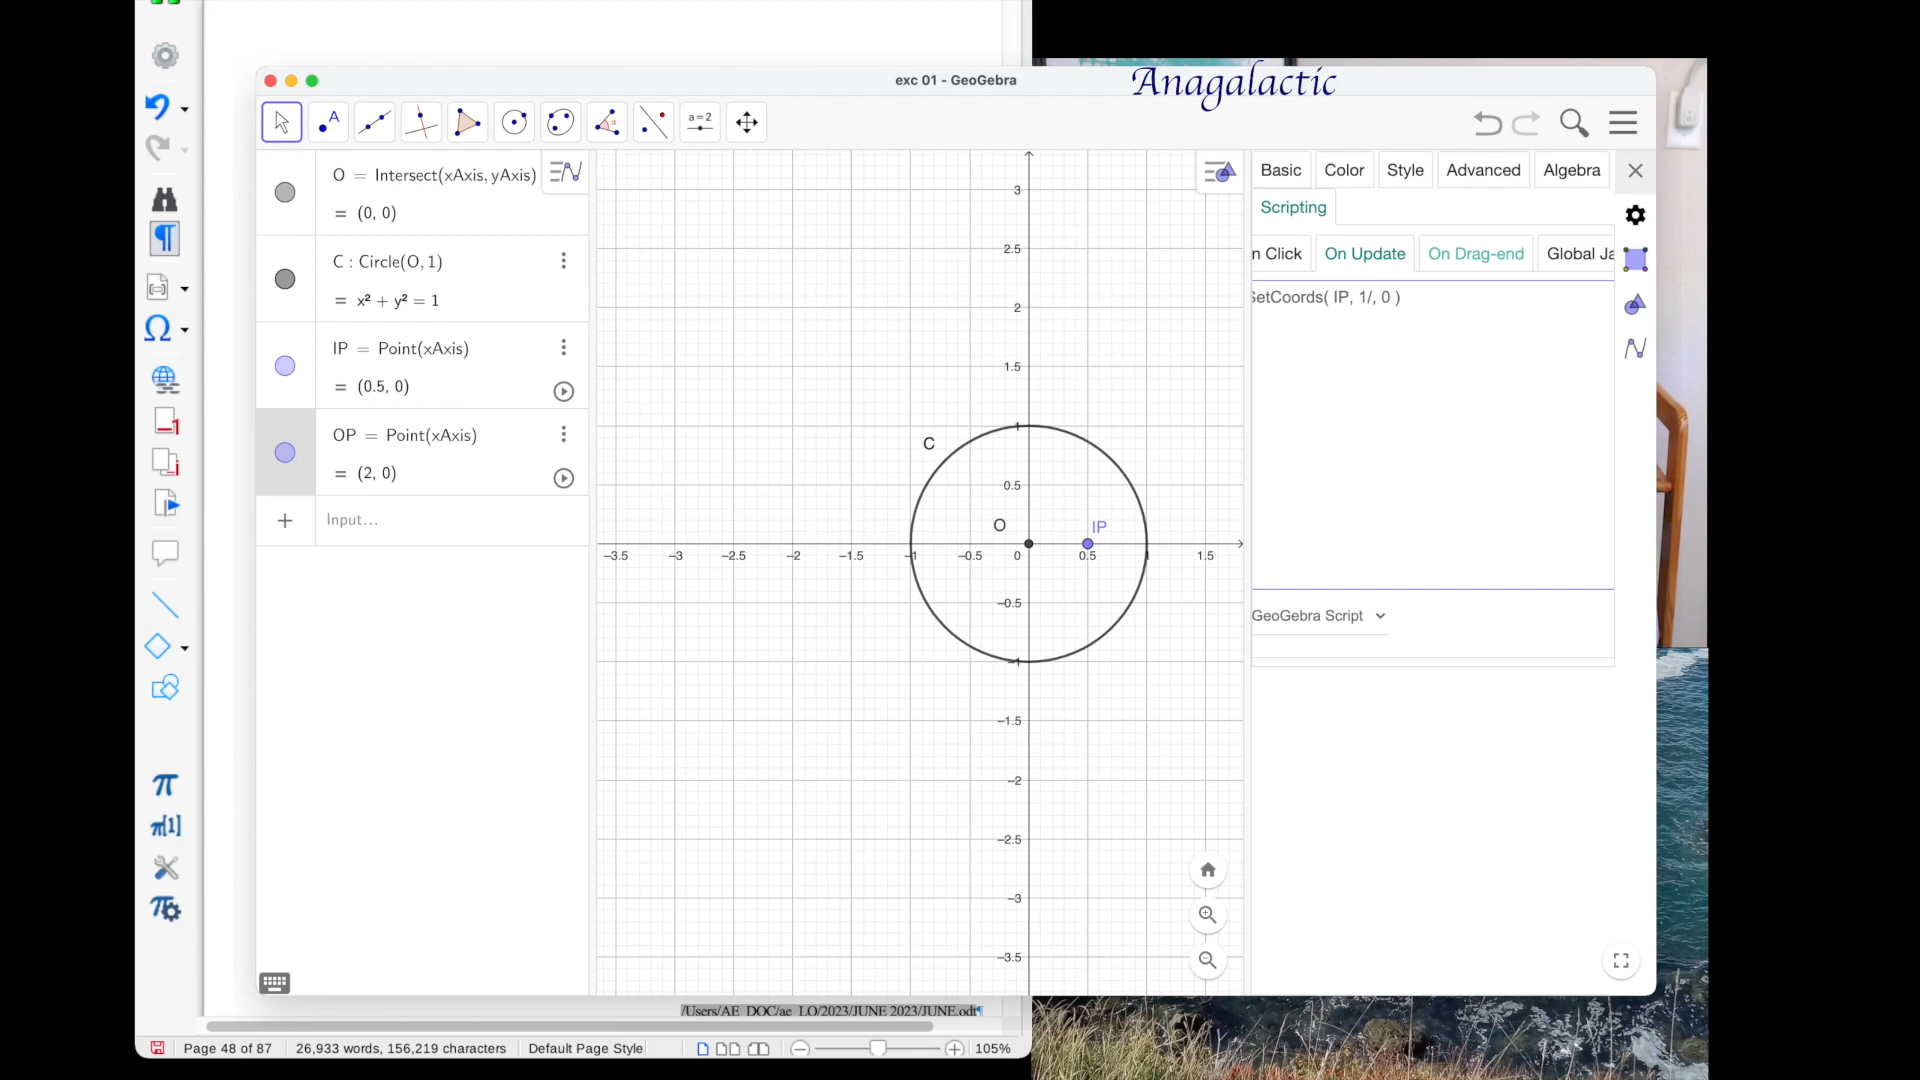 exc 01 - GeoGebra
Anagalactic
A
α
a=2
O = Intersect(xAxis, yAxis)
= (0, 0)
C : Circle(O, 1)
= x² + y² = 1
IP = Point(xAxis)
= (0.5, 0)
OP = Point(xAxis)
= (2, 0)
+ Input…
3
2.5
2
1.5
1
0.5
C
O
IP
−3.5 −3 −2.5 −2 −1.5 −1 −0.5 0 0.5 1 1.5
−0.5
−1
−1.5
−2
−2.5
−3
−3.5
Basic Color Style Advanced Algebra
Scripting
n Click On Update On Drag-end Global Ja
SetCoords( IP, 1/, 0 )
GeoGebra Script
/Users/AE_DOC/ae_LO/2023/JUNE 2023/JUNE.odt¶
Page 48 of 87 26,933 words, 156,219 characters Default Page Style 105%